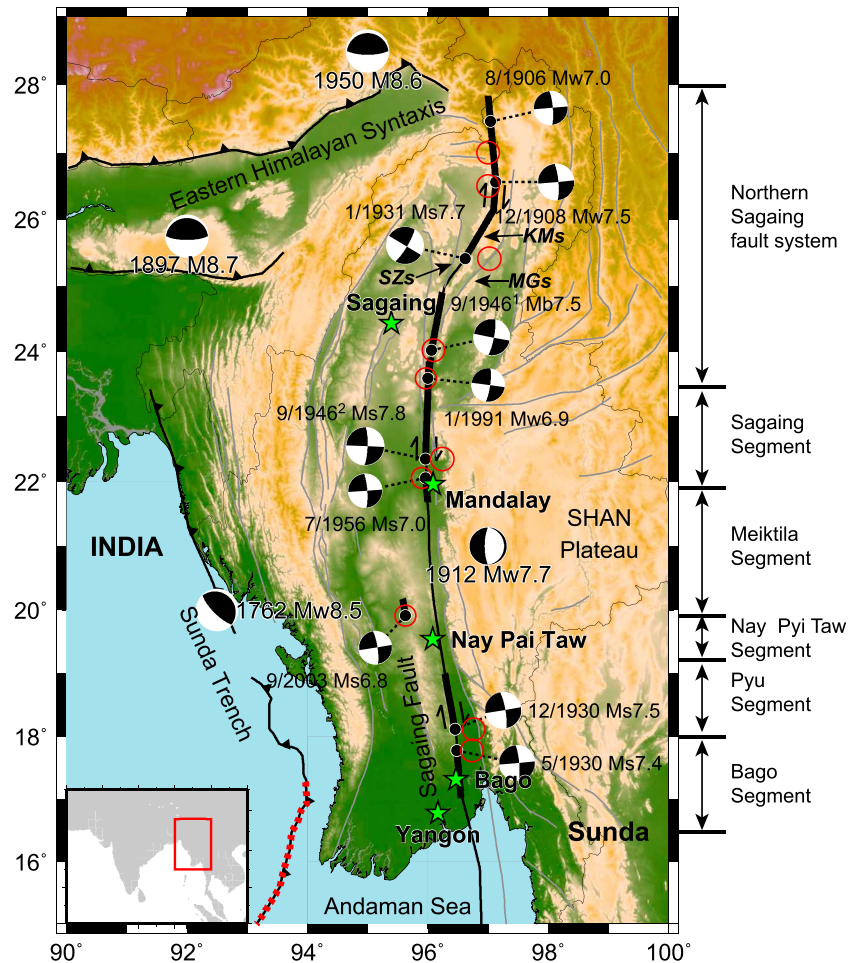 28°
26°
24°
22°
20°
18°
16°
90°
92°
94°
96°
98°
100°
1950 M8.6
8/1906 Mw7.0
Eastern Himalayan Syntaxis
12/1908 Mw7.5
1/1931 Ms7.7
KMs
1897 M8.7
SZs
MGs
Sagaing
9/1946¹ Mb7.5
9/1946² Ms7.8
1/1991 Mw6.9
Mandalay
7/1956 Ms7.0
SHAN
Plateau
INDIA
1912 Mw7.7
1762 Mw8.5
Sunda Trench
Nay Pai Taw
9/2003 Ms6.8
Sagaing Fault
12/1930 Ms7.5
5/1930 Ms7.4
Bago
Yangon
Sunda
Andaman Sea
Northern
Sagaing
fault system
Sagaing
Segment
Meiktila
Segment
Nay Pyi Taw
Segment
Pyu
Segment
Bago
Segment